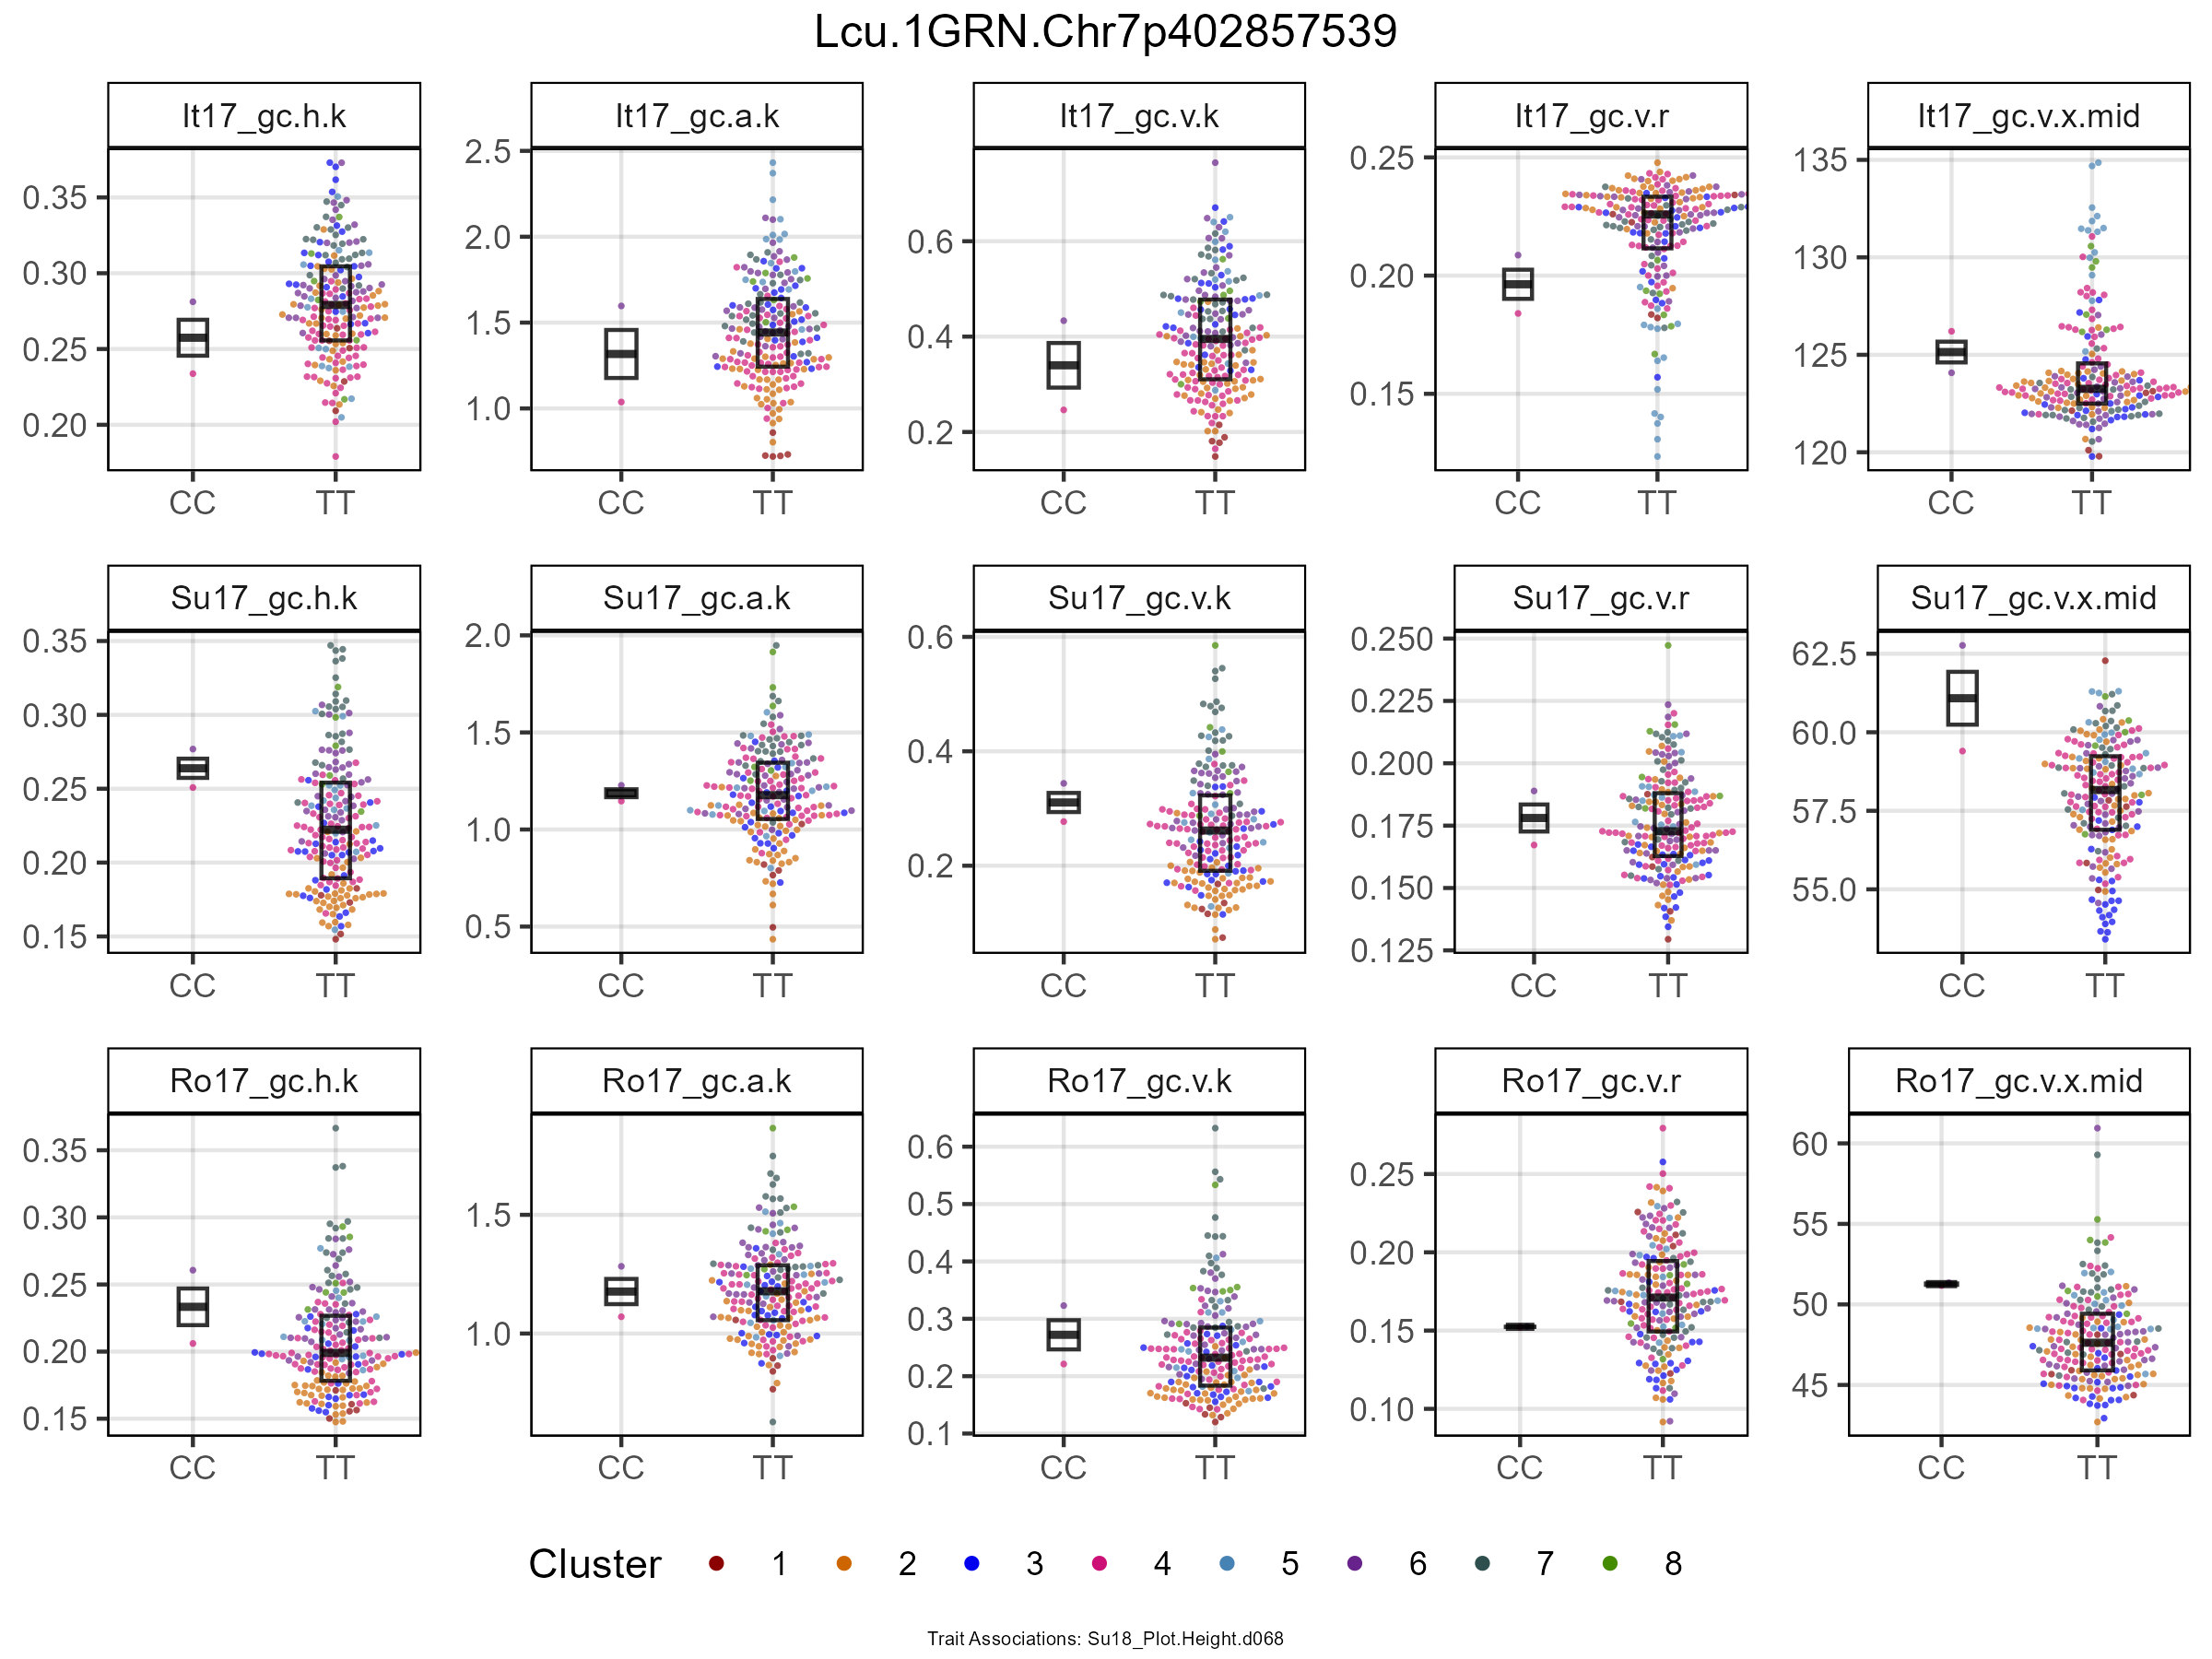 Lcu.1GRN.Chr7p402857539
It17_gc.h.k It17_gc.a.k It17_gc.v.k It17_gc.v.r It17_gc.v.x.mid
0.35 0.30 0.25 0.20
2.5 2.0 1.5 1.0
0.6 0.4 0.2
0.25 0.20 0.15
135 130 125 120
CC TT CC TT CC TT CC TT CC TT
Su17_gc.h.k Su17_gc.a.k Su17_gc.v.k Su17_gc.v.r Su17_gc.v.x.mid
0.35 0.30 0.25 0.20 0.15
2.0 1.5 1.0 0.5
0.6 0.4 0.2
0.250 0.225 0.200 0.175 0.150 0.125
62.5 60.0 57.5 55.0
CC TT CC TT CC TT CC TT CC TT
Ro17_gc.h.k Ro17_gc.a.k Ro17_gc.v.k Ro17_gc.v.r Ro17_gc.v.x.mid
0.35 0.30 0.25 0.20 0.15
1.5 1.0
0.6 0.5 0.4 0.3 0.2 0.1
0.25 0.20 0.15 0.10
60 55 50 45
CC TT CC TT CC TT CC TT CC TT
Cluster 1 2 3 4 5 6 7 8
Trait Associations: Su18_Plot.Height.d068